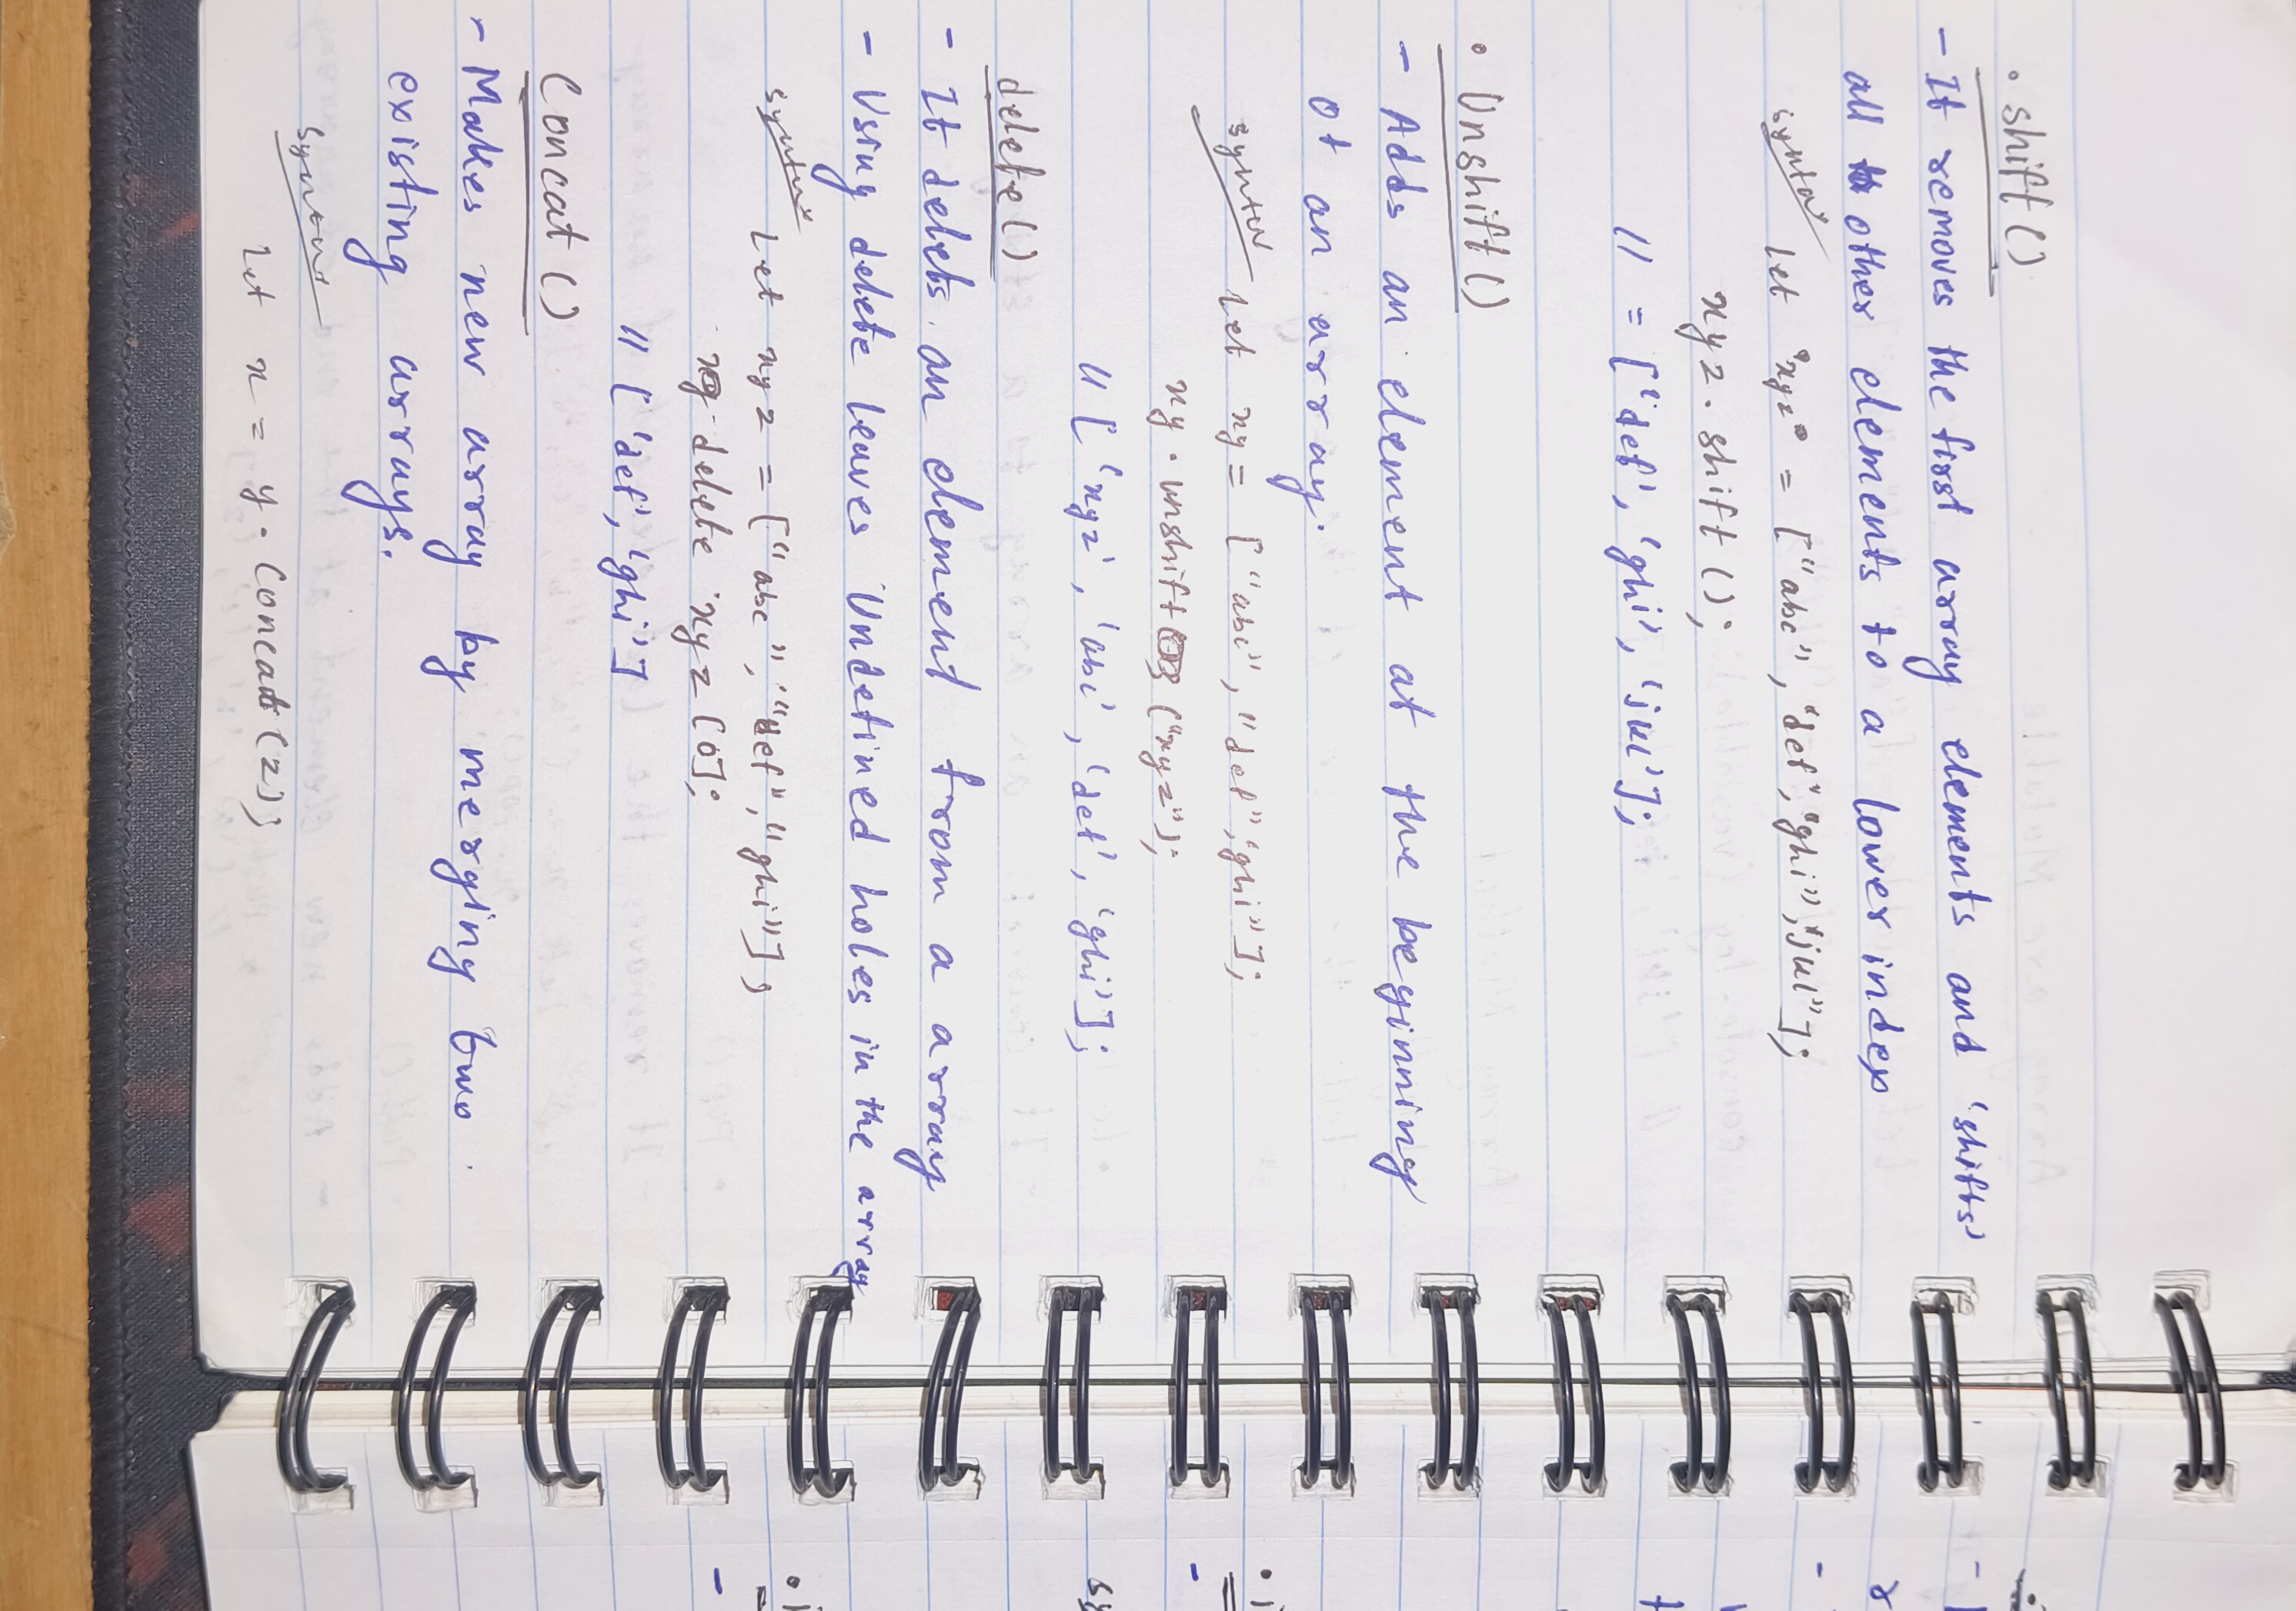 • shift()
- It removes the first array elements and 'shifts'
all other elements to a lower index
syntax let "xyz" = ["abc", "def", "ghi", "jkl"];
xyz. shift ();
// = ['def', 'ghi', 'jkl'];
• Unshift()
- Adds an element at the beginning
of an array.
syntax Let xy = ["abc", "def", 'ghi"];
xy . unshift ("xyz");
// [ 'xyz', 'abc', 'def', 'ghi'];
delete()
- It delets an element from a array
- Using delete leaves Undefined holes in the array
syntax Let xyz = ["abc", "def", "ghi"];
delete xyz [0];
// [ 'def', 'ghi']
Concat ()
- Makes new array by merging two
existing arrays.
Syntax
Let x = y. Concat (z);